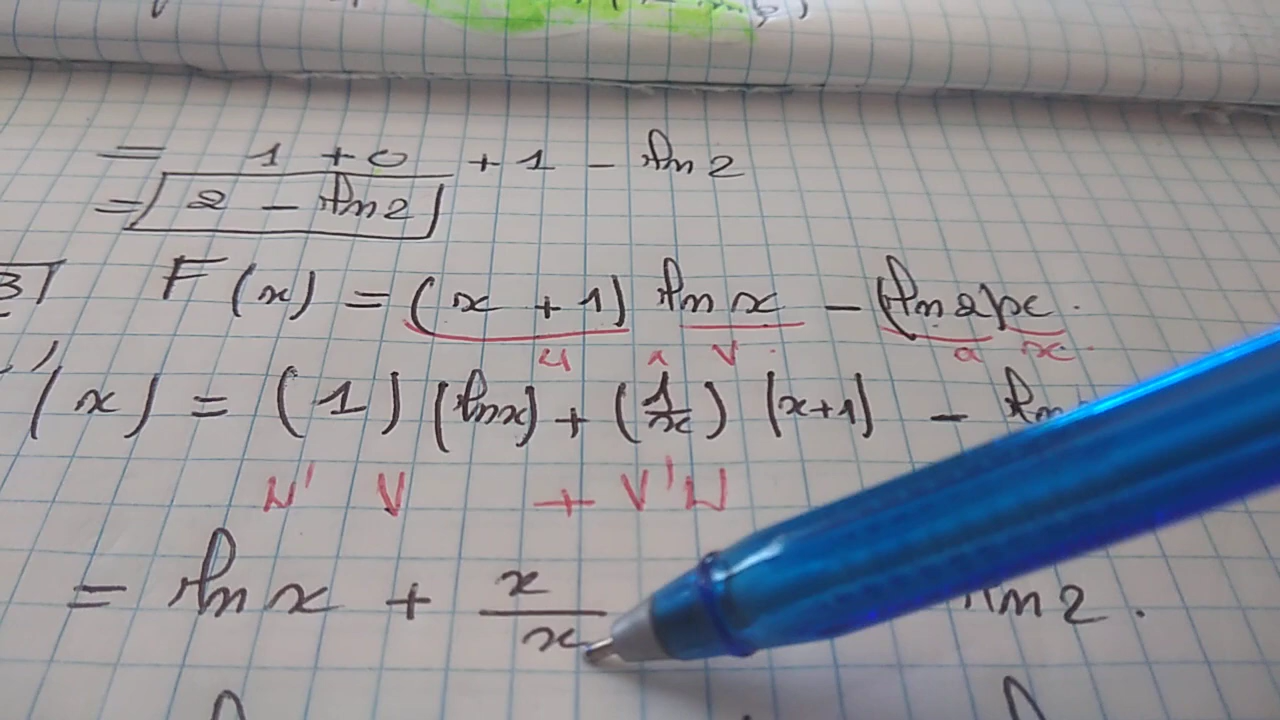 = 1 + 0 + 1 - ln 2
= 2 - ln 2
3) F(x) = (x + 1) ln x - (ln 2)x.
u v a x.
'(x) = (1) (ln x) + (1/x) (x+1) - ln
u' v + v'u
= ln x + x/x ln 2.